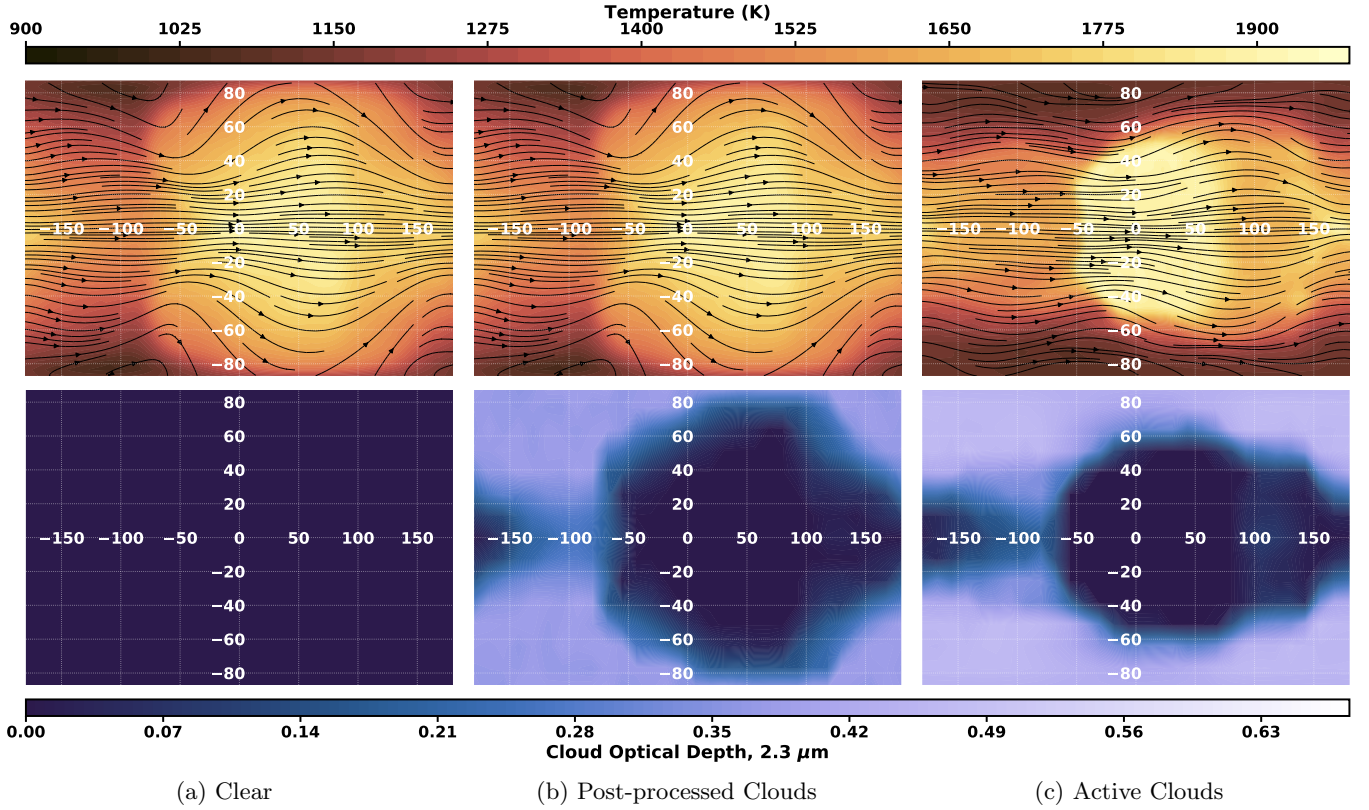 Temperature (K)
900 1025 1150 1275 1400 1525 1650 1775 1900
80 80 80
60 60 60
40 40 40
20 20 20
−150 −100 −50 0 50 100 150 −150 −100 −50 0 50 100 150 −150 −100 −50 0 50 100 150
−20 −20 −20
−40 −40 −40
−60 −60 −60
−80 −80 −80
80 80 80
60 60 60
40 40 40
20 20 20
−150 −100 −50 0 50 100 150 −150 −100 −50 0 50 100 150 −150 −100 −50 0 50 100 150
−20 −20 −20
−40 −40 −40
−60 −60 −60
−80 −80 −80
0.00 0.07 0.14 0.21 0.28 0.35 0.42 0.49 0.56 0.63
Cloud Optical Depth, 2.3 μm
(a) Clear (b) Post-processed Clouds (c) Active Clouds